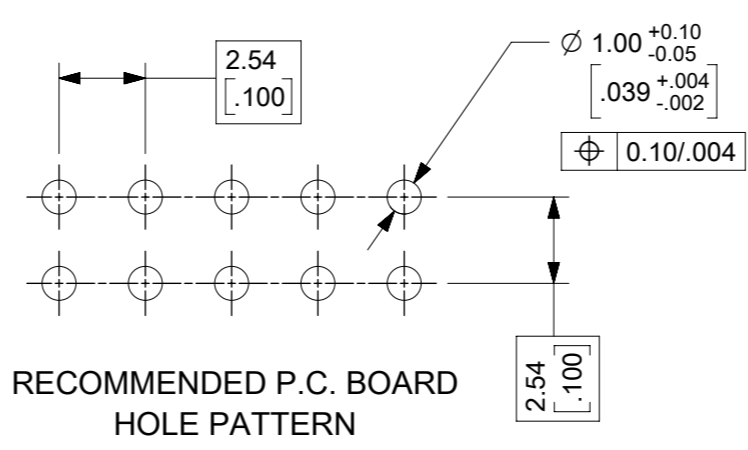 2.54
[.100]
⌀ 1.00 +0.10 -0.05
[.039 +.004 -.002]
⌖ 0.10/.004
2.54
[.100]
RECOMMENDED P.C. BOARD
HOLE PATTERN